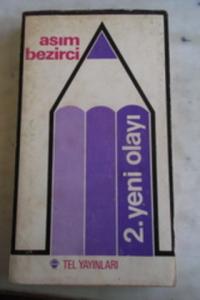 asım
bezirci
2. yeni olayı
TEL YAYINLARI